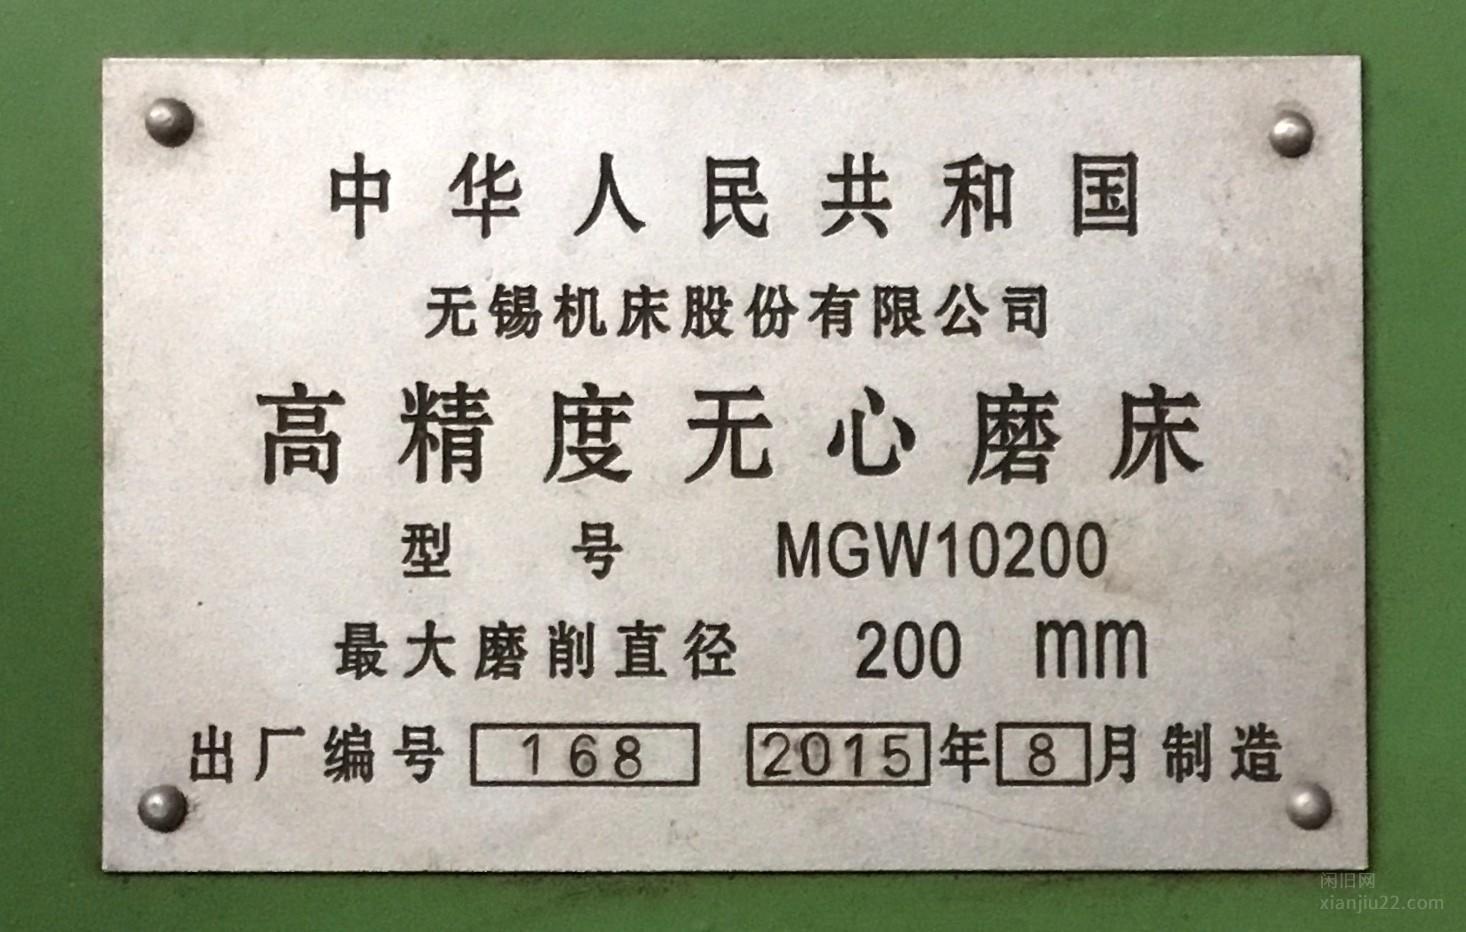 中华人民共和国
无锡机床股份有限公司
高精度无心磨床
型号 MGW10200
最大磨削直径 200 mm
出厂编号 168 2015年8月制造
闲旧网
xianjiu22.com